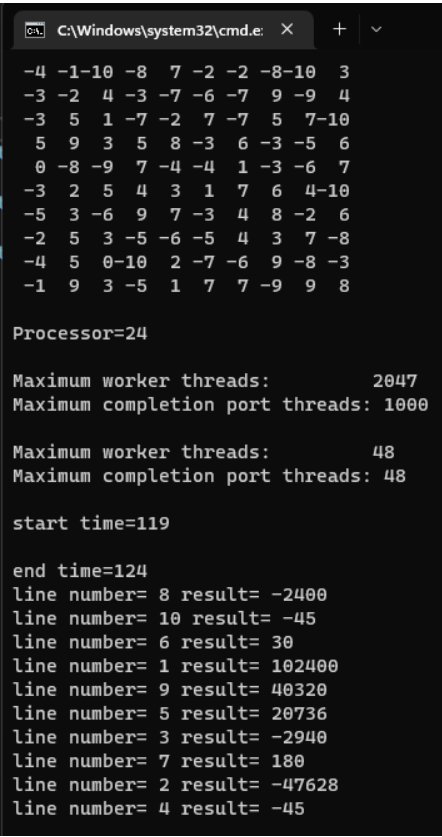 C:\Windows\system32\cmd.e:
-4 -1-10 -8  7 -2 -2 -8-10  3
-3 -2  4 -3 -7 -6 -7  9 -9  4
-3  5  1 -7 -2  7 -7  5  7-10
 5  9  3  5  8 -3  6 -3 -5  6
 0 -8 -9  7 -4 -4  1 -3 -6  7
-3  2  5  4  3  1  7  6  4-10
-5  3 -6  9  7 -3  4  8 -2  6
-2  5  3 -5 -6 -5  4  3  7 -8
-4  5  0-10  2 -7 -6  9 -8 -3
-1  9  3 -5  1  7  7 -9  9  8
Processor=24
Maximum worker threads:          2047
Maximum completion port threads: 1000
Maximum worker threads:          48
Maximum completion port threads: 48
start time=119
end time=124
line number= 8 result= -2400
line number= 10 result= -45
line number= 6 result= 30
line number= 1 result= 102400
line number= 9 result= 40320
line number= 5 result= 20736
line number= 3 result= -2940
line number= 7 result= 180
line number= 2 result= -47628
line number= 4 result= -45